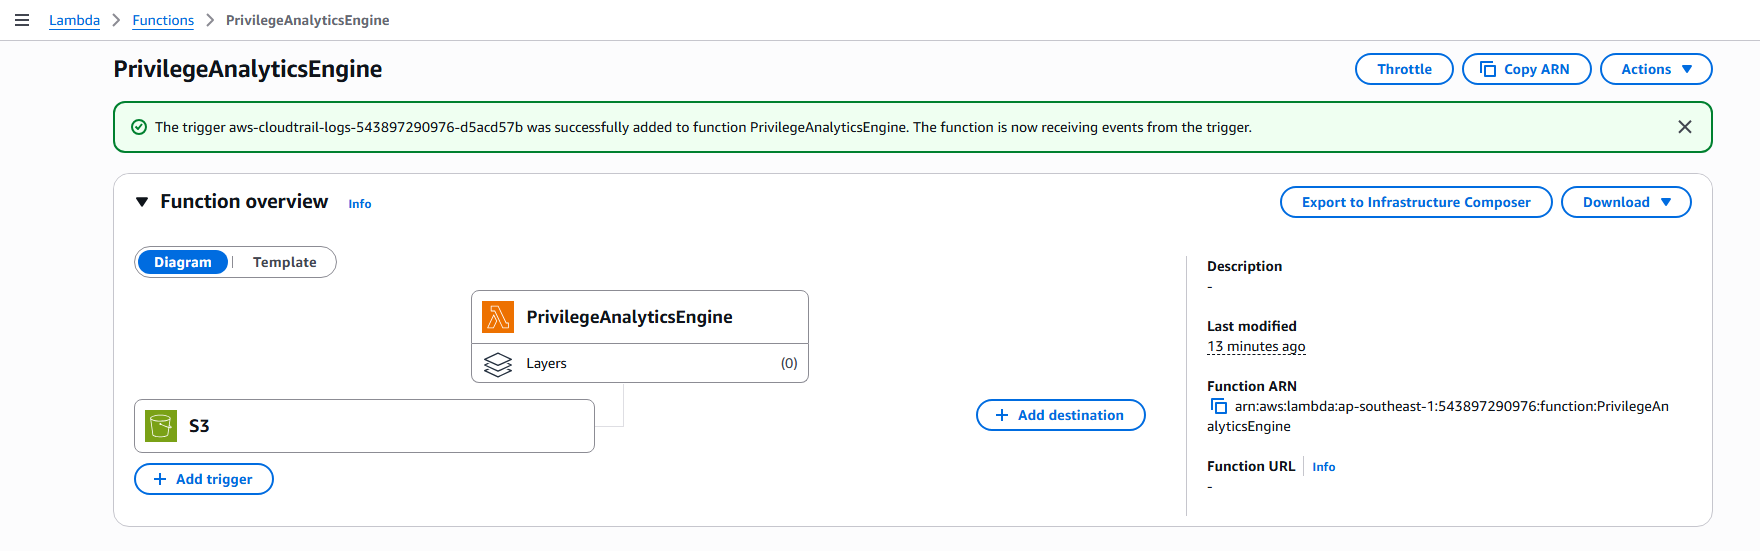 Lambda > Functions > PrivilegeAnalyticsEngine
PrivilegeAnalyticsEngine
Throttle
Copy ARN
Actions
The trigger aws-cloudtrail-logs-543897290976-d5acd57b was successfully added to function PrivilegeAnalyticsEngine. The function is now receiving events from the trigger.
Function overview
Info
Export to Infrastructure Composer
Download
Diagram
Template
PrivilegeAnalyticsEngine
Layers
(0)
S3
+ Add trigger
+ Add destination
Description
-
Last modified
13 minutes ago
Function ARN
arn:aws:lambda:ap-southeast-1:543897290976:function:PrivilegeAn
alyticsEngine
Function URL
Info
-